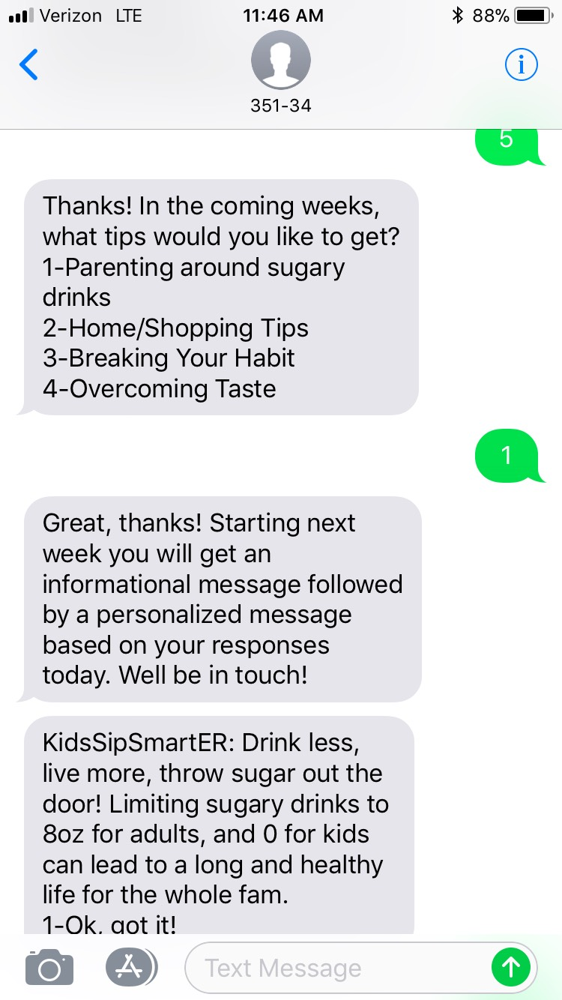 Verizon LTE 11:46 AM 88%
351-34
5
Thanks! In the coming weeks,
what tips would you like to get?
1-Parenting around sugary
drinks
2-Home/Shopping Tips
3-Breaking Your Habit
4-Overcoming Taste
1
Great, thanks! Starting next
week you will get an
informational message followed
by a personalized message
based on your responses
today. Well be in touch!
KidsSipSmartER: Drink less,
live more, throw sugar out the
door! Limiting sugary drinks to
8oz for adults, and 0 for kids
can lead to a long and healthy
life for the whole fam.
1-Ok, got it!
Text Message